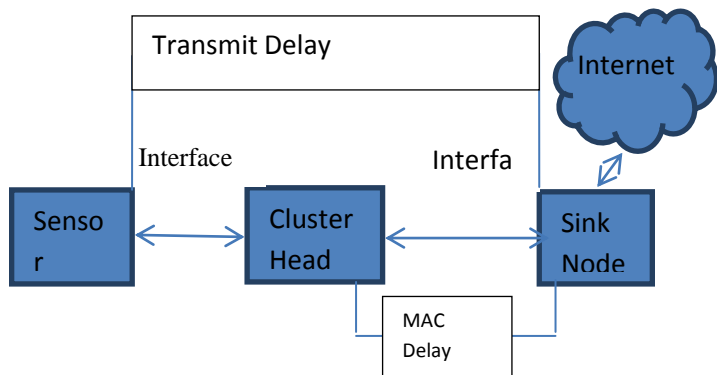 Transmit Delay
Internet
Interface
Interfa
Senso
r
Cluster
Head
Sink
Node
MAC
Delay